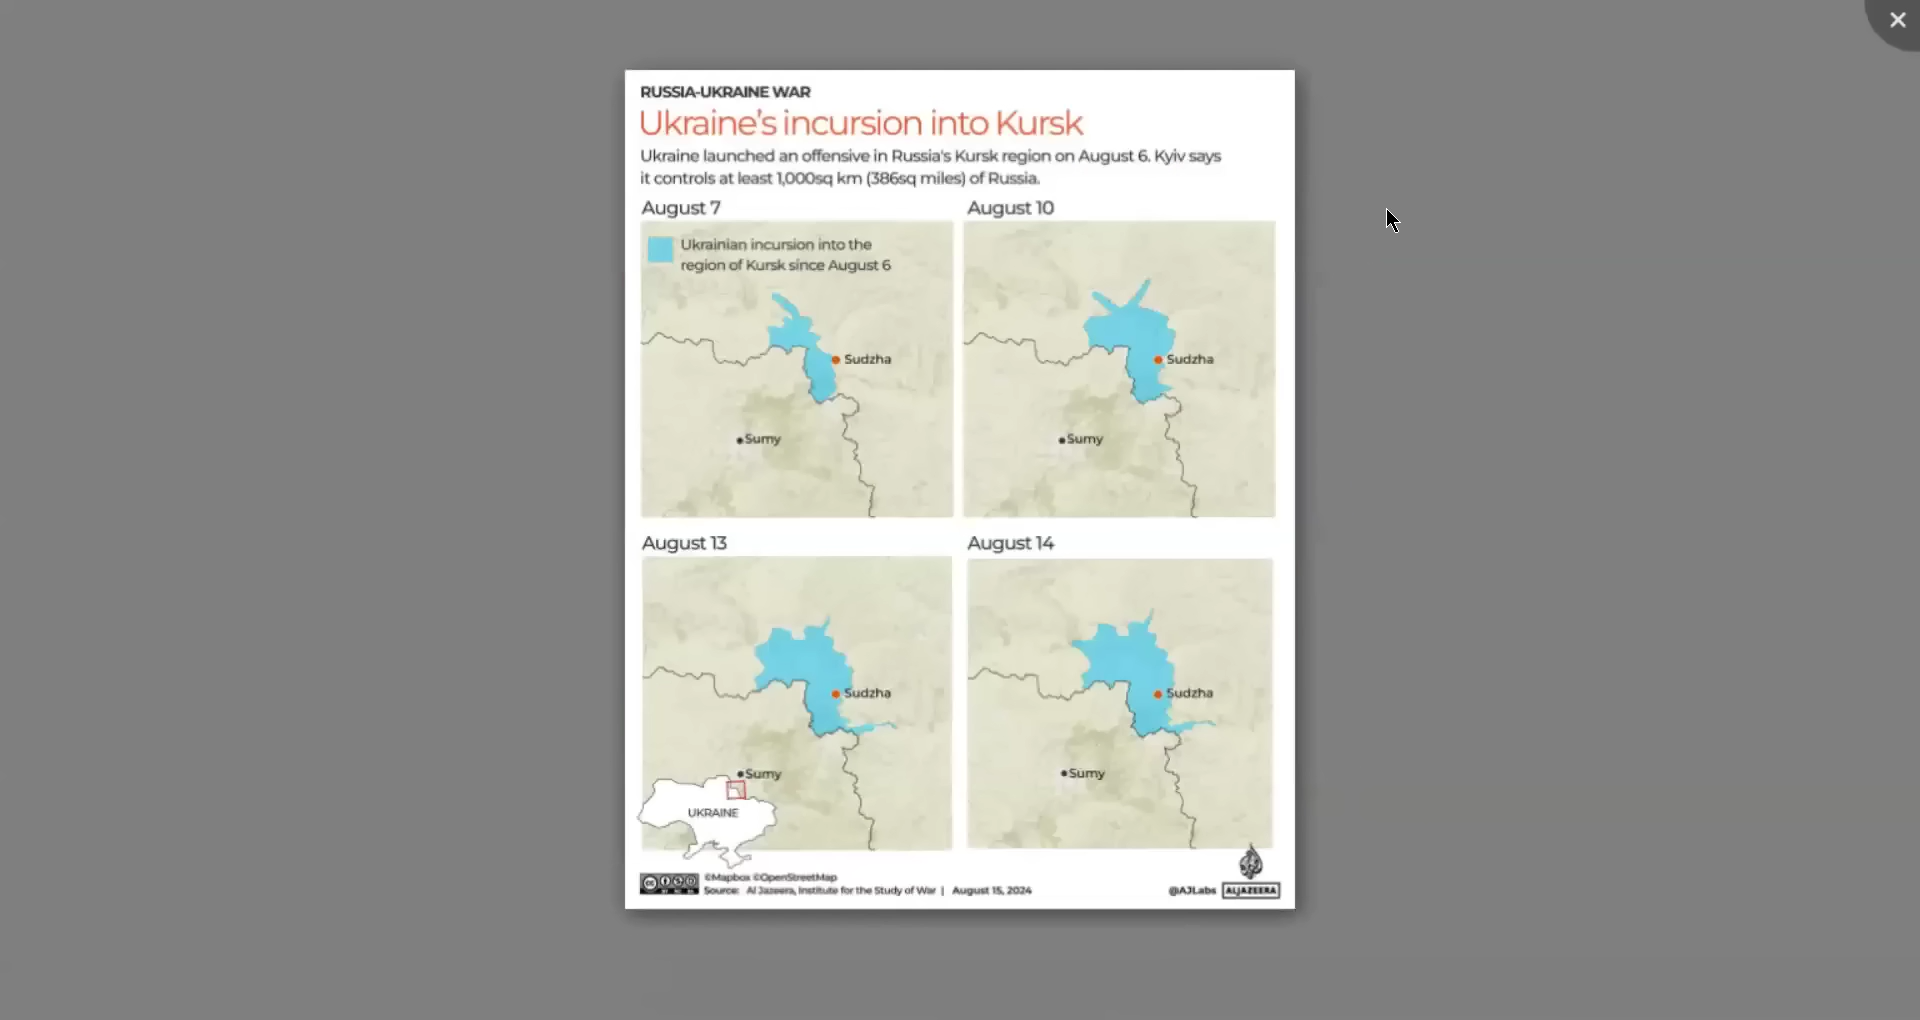 RUSSIA-UKRAINE WAR
Ukraine's incursion into Kursk
Ukraine launched an offensive in Russia's Kursk region on August 6. Kyiv says
it controls at least 1,000sq km (386sq miles) of Russia.
August 7
Ukrainian incursion into the
region of Kursk since August 6
Sudzha
Sumy
August 10
Sudzha
Sumy
August 13
Sudzha
Sumy
UKRAINE
August 14
Sudzha
Sumy
©Mapbox ©OpenStreetMap
Source: Al Jazeera, Institute for the Study of War | August 15, 2024
@AJLabs ALJAZEERA